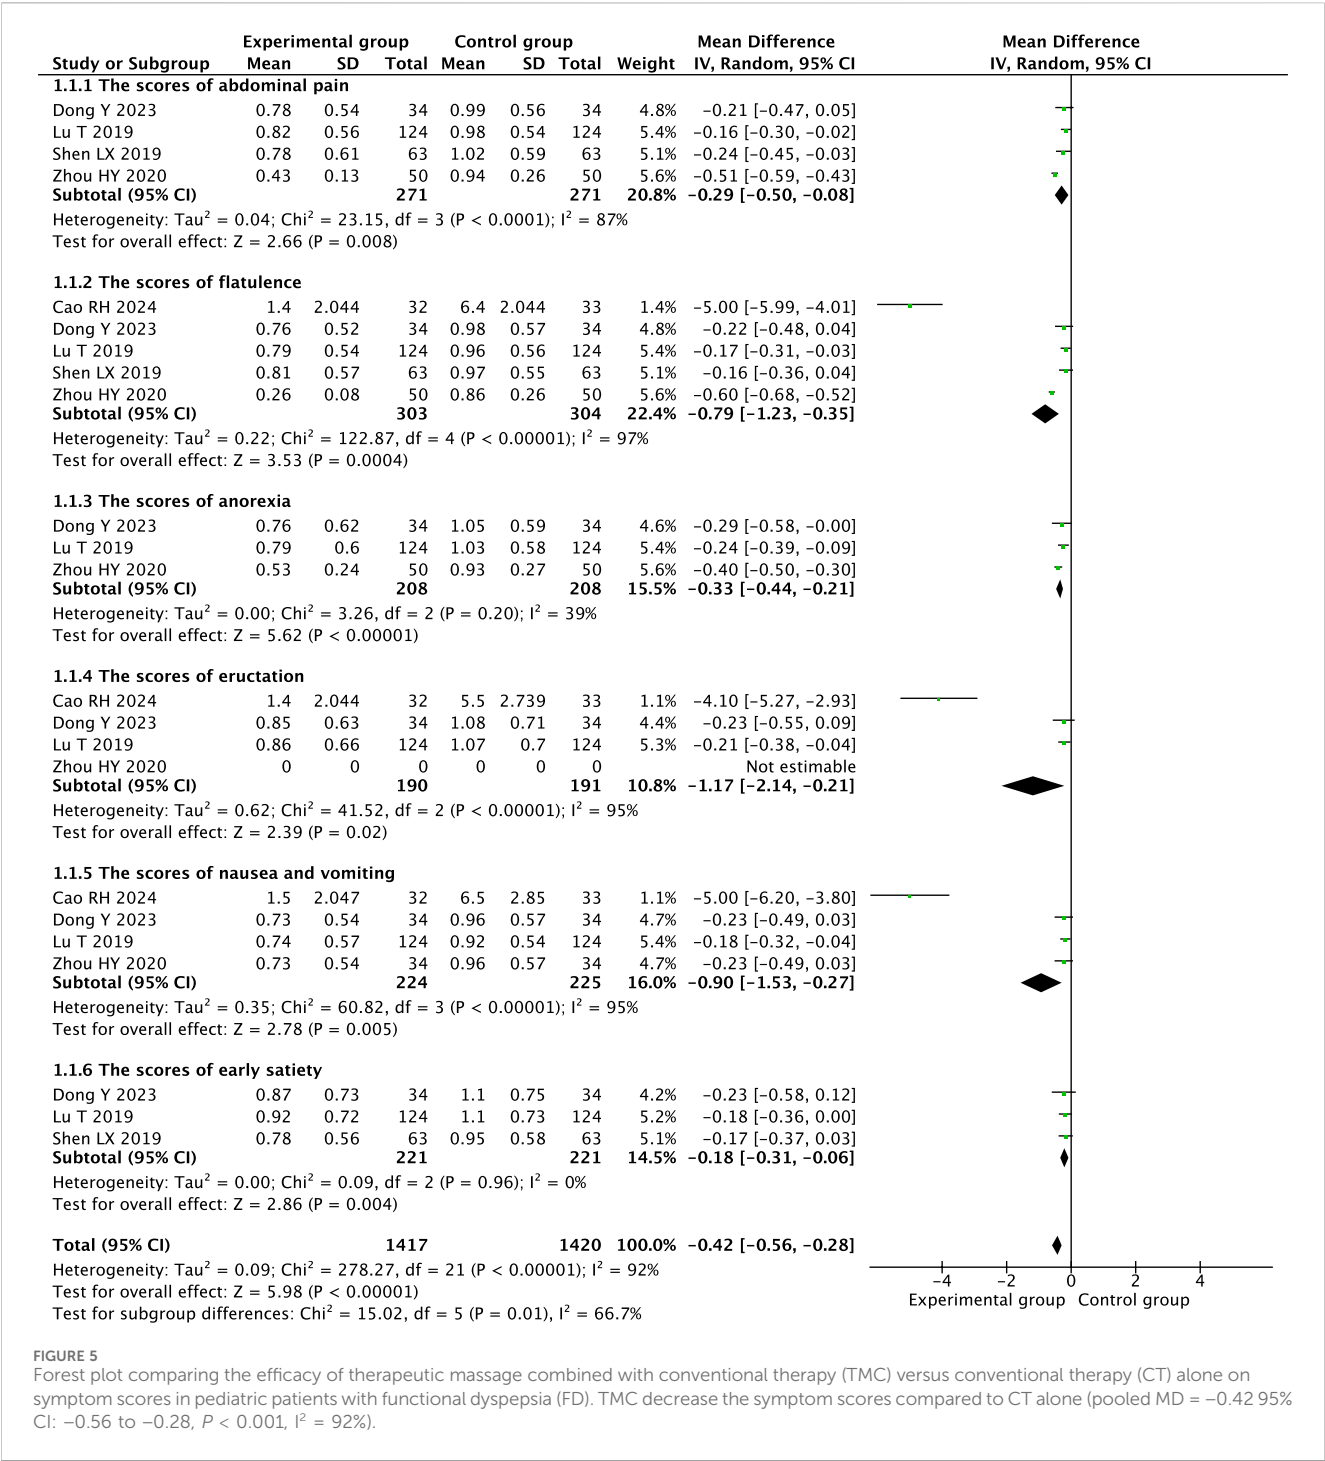 Experimental group Control group Mean Difference Mean Difference
Study or Subgroup Mean SD Total Mean SD Total Weight IV, Random, 95% CI IV, Random, 95% CI
1.1.1 The scores of abdominal pain
Dong Y 2023 0.78 0.54 34 0.99 0.56 34 4.8% −0.21 [−0.47, 0.05]
Lu T 2019 0.82 0.56 124 0.98 0.54 124 5.4% −0.16 [−0.30, −0.02]
Shen LX 2019 0.78 0.61 63 1.02 0.59 63 5.1% −0.24 [−0.45, −0.03]
Zhou HY 2020 0.43 0.13 50 0.94 0.26 50 5.6% −0.51 [−0.59, −0.43]
Subtotal (95% CI) 271 271 20.8% −0.29 [−0.50, −0.08]
Heterogeneity: Tau² = 0.04; Chi² = 23.15, df = 3 (P < 0.0001); I² = 87%
Test for overall effect: Z = 2.66 (P = 0.008)
1.1.2 The scores of flatulence
Cao RH 2024 1.4 2.044 32 6.4 2.044 33 1.4% −5.00 [−5.99, −4.01]
Dong Y 2023 0.76 0.52 34 0.98 0.57 34 4.8% −0.22 [−0.48, 0.04]
Lu T 2019 0.79 0.54 124 0.96 0.56 124 5.4% −0.17 [−0.31, −0.03]
Shen LX 2019 0.81 0.57 63 0.97 0.55 63 5.1% −0.16 [−0.36, 0.04]
Zhou HY 2020 0.26 0.08 50 0.86 0.26 50 5.6% −0.60 [−0.68, −0.52]
Subtotal (95% CI) 303 304 22.4% −0.79 [−1.23, −0.35]
Heterogeneity: Tau² = 0.22; Chi² = 122.87, df = 4 (P < 0.00001); I² = 97%
Test for overall effect: Z = 3.53 (P = 0.0004)
1.1.3 The scores of anorexia
Dong Y 2023 0.76 0.62 34 1.05 0.59 34 4.6% −0.29 [−0.58, −0.00]
Lu T 2019 0.79 0.6 124 1.03 0.58 124 5.4% −0.24 [−0.39, −0.09]
Zhou HY 2020 0.53 0.24 50 0.93 0.27 50 5.6% −0.40 [−0.50, −0.30]
Subtotal (95% CI) 208 208 15.5% −0.33 [−0.44, −0.21]
Heterogeneity: Tau² = 0.00; Chi² = 3.26, df = 2 (P = 0.20); I² = 39%
Test for overall effect: Z = 5.62 (P < 0.00001)
1.1.4 The scores of eructation
Cao RH 2024 1.4 2.044 32 5.5 2.739 33 1.1% −4.10 [−5.27, −2.93]
Dong Y 2023 0.85 0.63 34 1.08 0.71 34 4.4% −0.23 [−0.55, 0.09]
Lu T 2019 0.86 0.66 124 1.07 0.7 124 5.3% −0.21 [−0.38, −0.04]
Zhou HY 2020 0 0 0 0 0 0 Not estimable
Subtotal (95% CI) 190 191 10.8% −1.17 [−2.14, −0.21]
Heterogeneity: Tau² = 0.62; Chi² = 41.52, df = 2 (P < 0.00001); I² = 95%
Test for overall effect: Z = 2.39 (P = 0.02)
1.1.5 The scores of nausea and vomiting
Cao RH 2024 1.5 2.047 32 6.5 2.85 33 1.1% −5.00 [−6.20, −3.80]
Dong Y 2023 0.73 0.54 34 0.96 0.57 34 4.7% −0.23 [−0.49, 0.03]
Lu T 2019 0.74 0.57 124 0.92 0.54 124 5.4% −0.18 [−0.32, −0.04]
Zhou HY 2020 0.73 0.54 34 0.96 0.57 34 4.7% −0.23 [−0.49, 0.03]
Subtotal (95% CI) 224 225 16.0% −0.90 [−1.53, −0.27]
Heterogeneity: Tau² = 0.35; Chi² = 60.82, df = 3 (P < 0.00001); I² = 95%
Test for overall effect: Z = 2.78 (P = 0.005)
1.1.6 The scores of early satiety
Dong Y 2023 0.87 0.73 34 1.1 0.75 34 4.2% −0.23 [−0.58, 0.12]
Lu T 2019 0.92 0.72 124 1.1 0.73 124 5.2% −0.18 [−0.36, 0.00]
Shen LX 2019 0.78 0.56 63 0.95 0.58 63 5.1% −0.17 [−0.37, 0.03]
Subtotal (95% CI) 221 221 14.5% −0.18 [−0.31, −0.06]
Heterogeneity: Tau² = 0.00; Chi² = 0.09, df = 2 (P = 0.96); I² = 0%
Test for overall effect: Z = 2.86 (P = 0.004)
Total (95% CI) 1417 1420 100.0% −0.42 [−0.56, −0.28]
Heterogeneity: Tau² = 0.09; Chi² = 278.27, df = 21 (P < 0.00001); I² = 92%
Test for overall effect: Z = 5.98 (P < 0.00001)
Test for subgroup differences: Chi² = 15.02, df = 5 (P = 0.01), I² = 66.7%
−4 −2 0 2 4
Experimental group Control group
FIGURE 5
Forest plot comparing the efficacy of therapeutic massage combined with conventional therapy (TMC) versus conventional therapy (CT) alone on
symptom scores in pediatric patients with functional dyspepsia (FD). TMC decrease the symptom scores compared to CT alone (pooled MD = −0.42 95%
CI: −0.56 to −0.28, P < 0.001, I² = 92%).